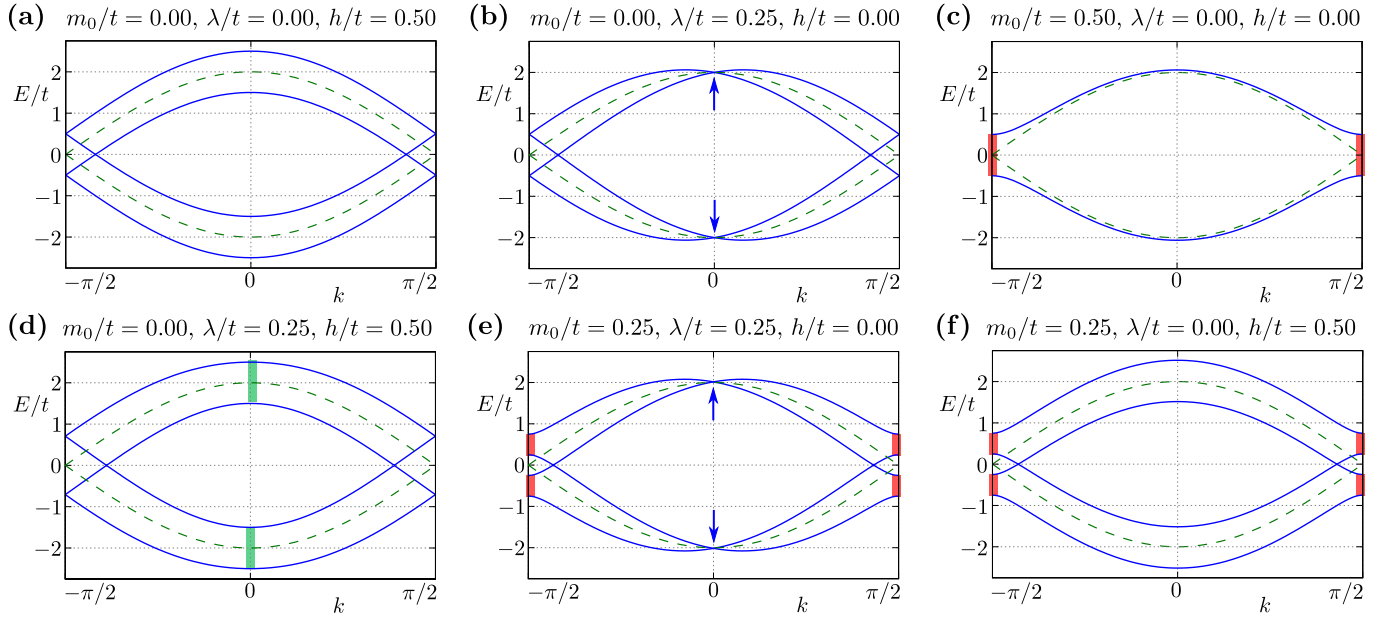 (a) m₀/t = 0.00, λ/t = 0.00, h/t = 0.50
E/t
2
1
0
−1
−2
−π/2 0 k π/2
(b) m₀/t = 0.00, λ/t = 0.25, h/t = 0.00
E/t
2
1
0
−1
−2
−π/2 0 k π/2
(c) m₀/t = 0.50, λ/t = 0.00, h/t = 0.00
E/t
2
1
0
−1
−2
−π/2 0 k π/2
(d) m₀/t = 0.00, λ/t = 0.25, h/t = 0.50
E/t
2
1
0
−1
−2
−π/2 0 k π/2
(e) m₀/t = 0.25, λ/t = 0.25, h/t = 0.00
E/t
2
1
0
−1
−2
−π/2 0 k π/2
(f) m₀/t = 0.25, λ/t = 0.00, h/t = 0.50
E/t
2
1
0
−1
−2
−π/2 0 k π/2